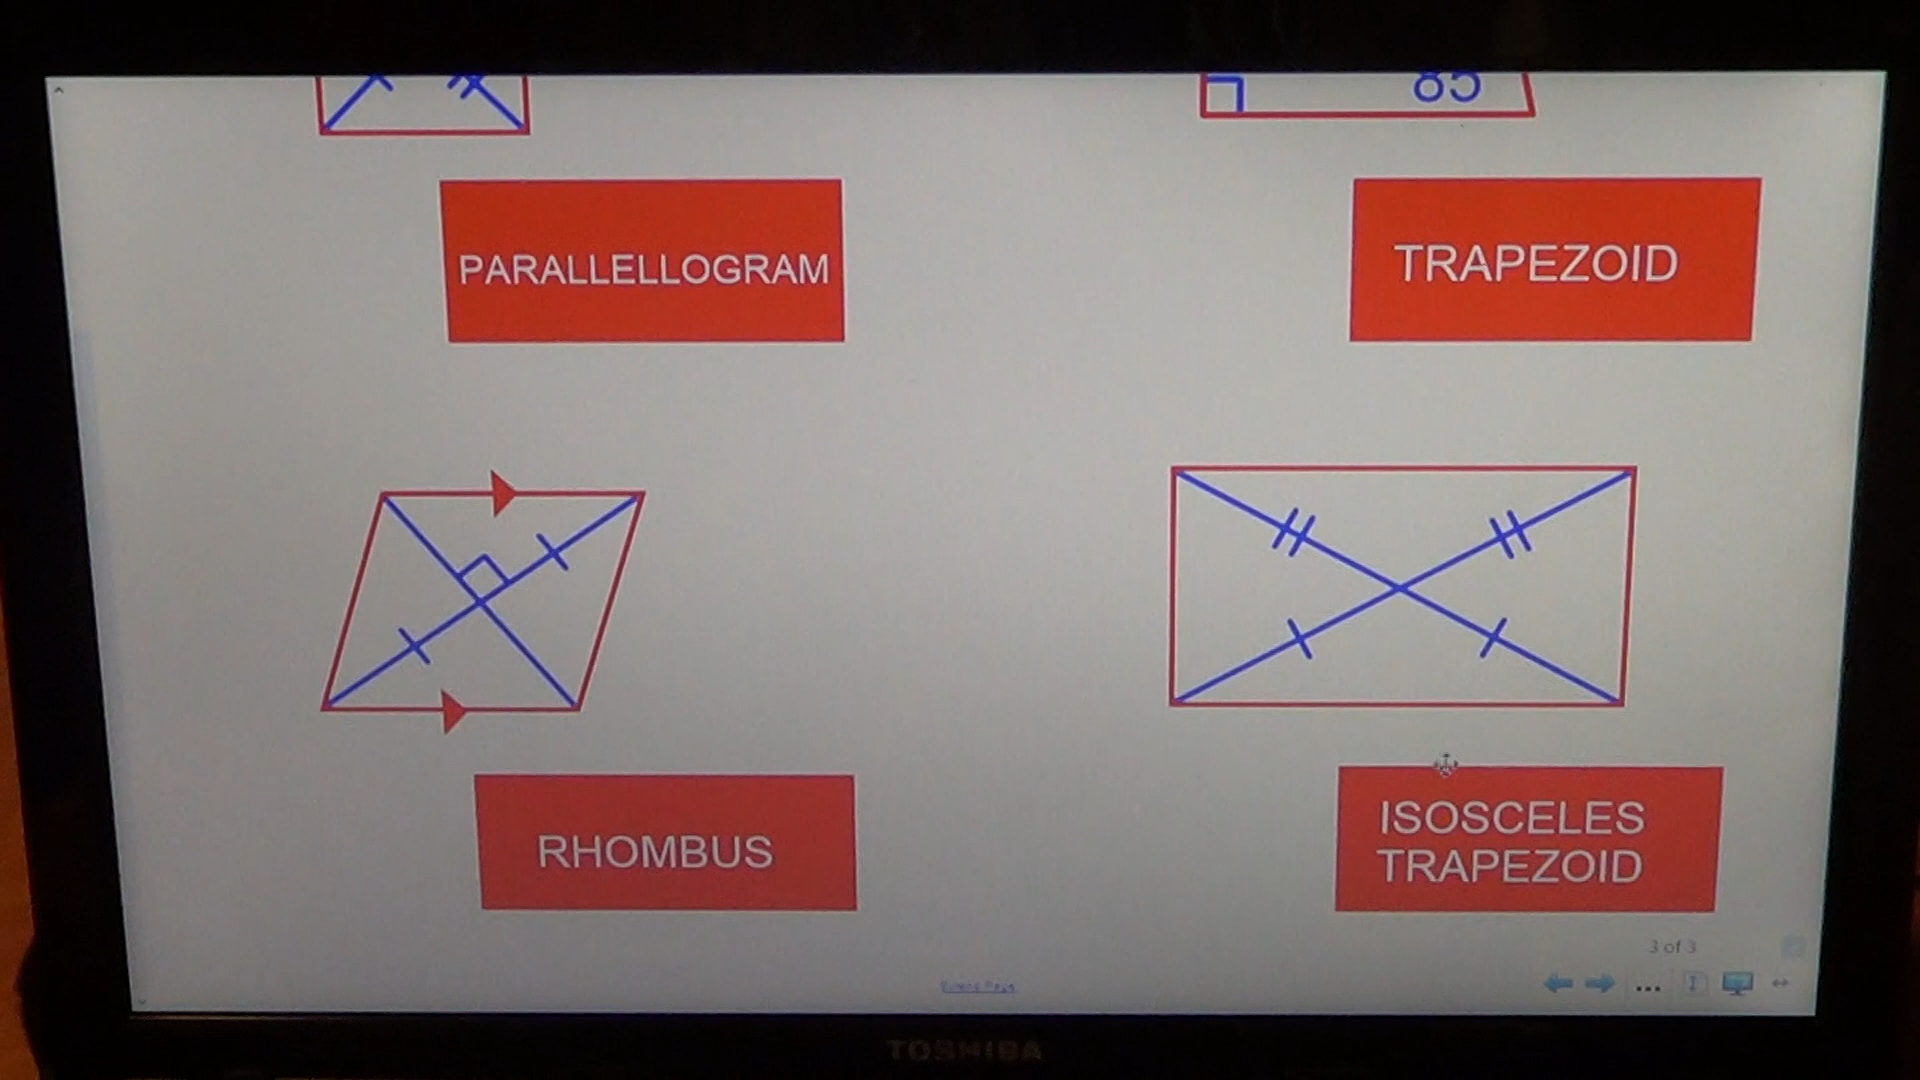 85
PARALLELLOGRAM
TRAPEZOID
RHOMBUS
ISOSCELES
TRAPEZOID
3 of 3
TOSHIBA